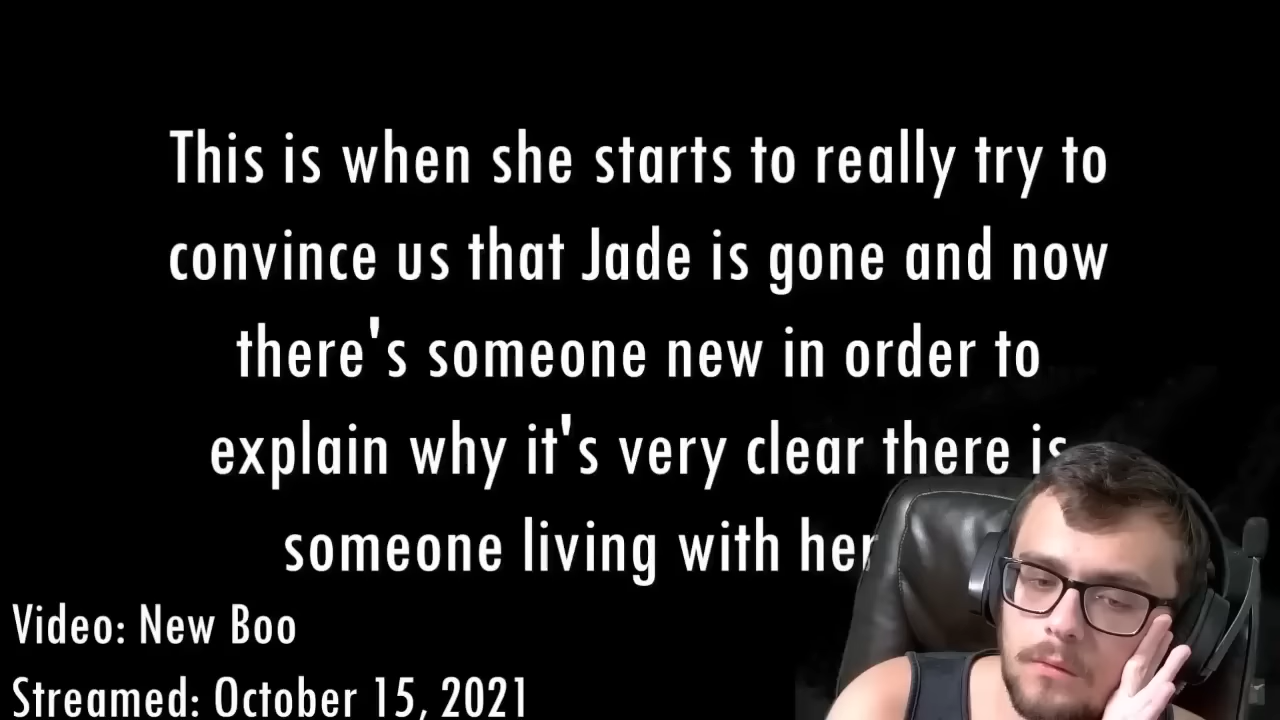 This is when she starts to really try to
convince us that Jade is gone and now
there's someone new in order to
explain why it's very clear there is
someone living with her
Video: New Boo
Streamed: October 15, 2021